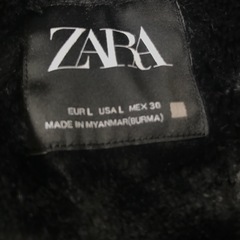 ZARA
EUR L USA L MEX 36
MADE IN MYANMAR(BURMA)